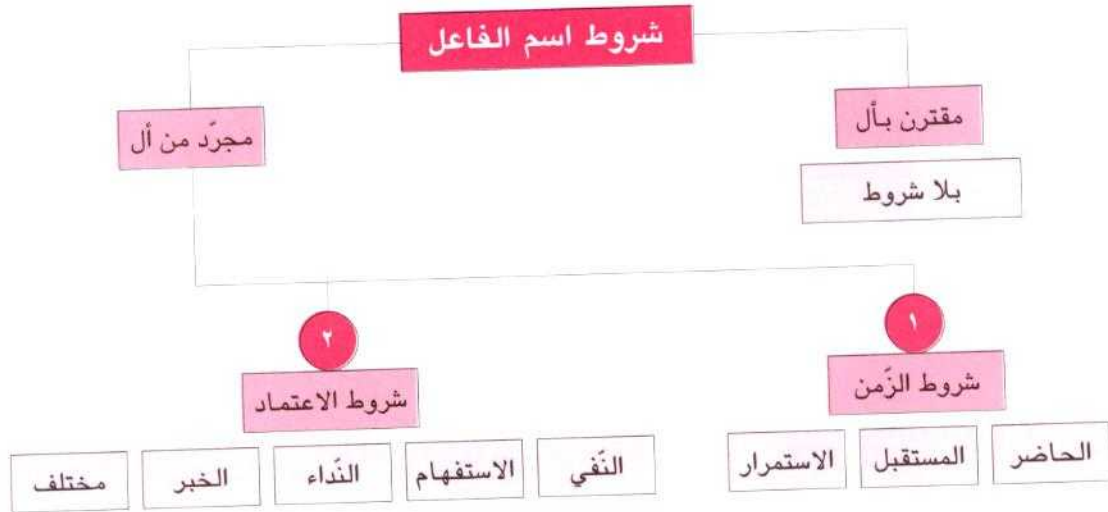 شروط اسم الفاعل
مقترن بأل
مجرّد من أل
بلا شروط
١
٢
شروط الزّمن
شروط الاعتماد
الحاضر
المستقبل
الاستمرار
النّفي
الاستفهام
النّداء
الخبر
مختلف